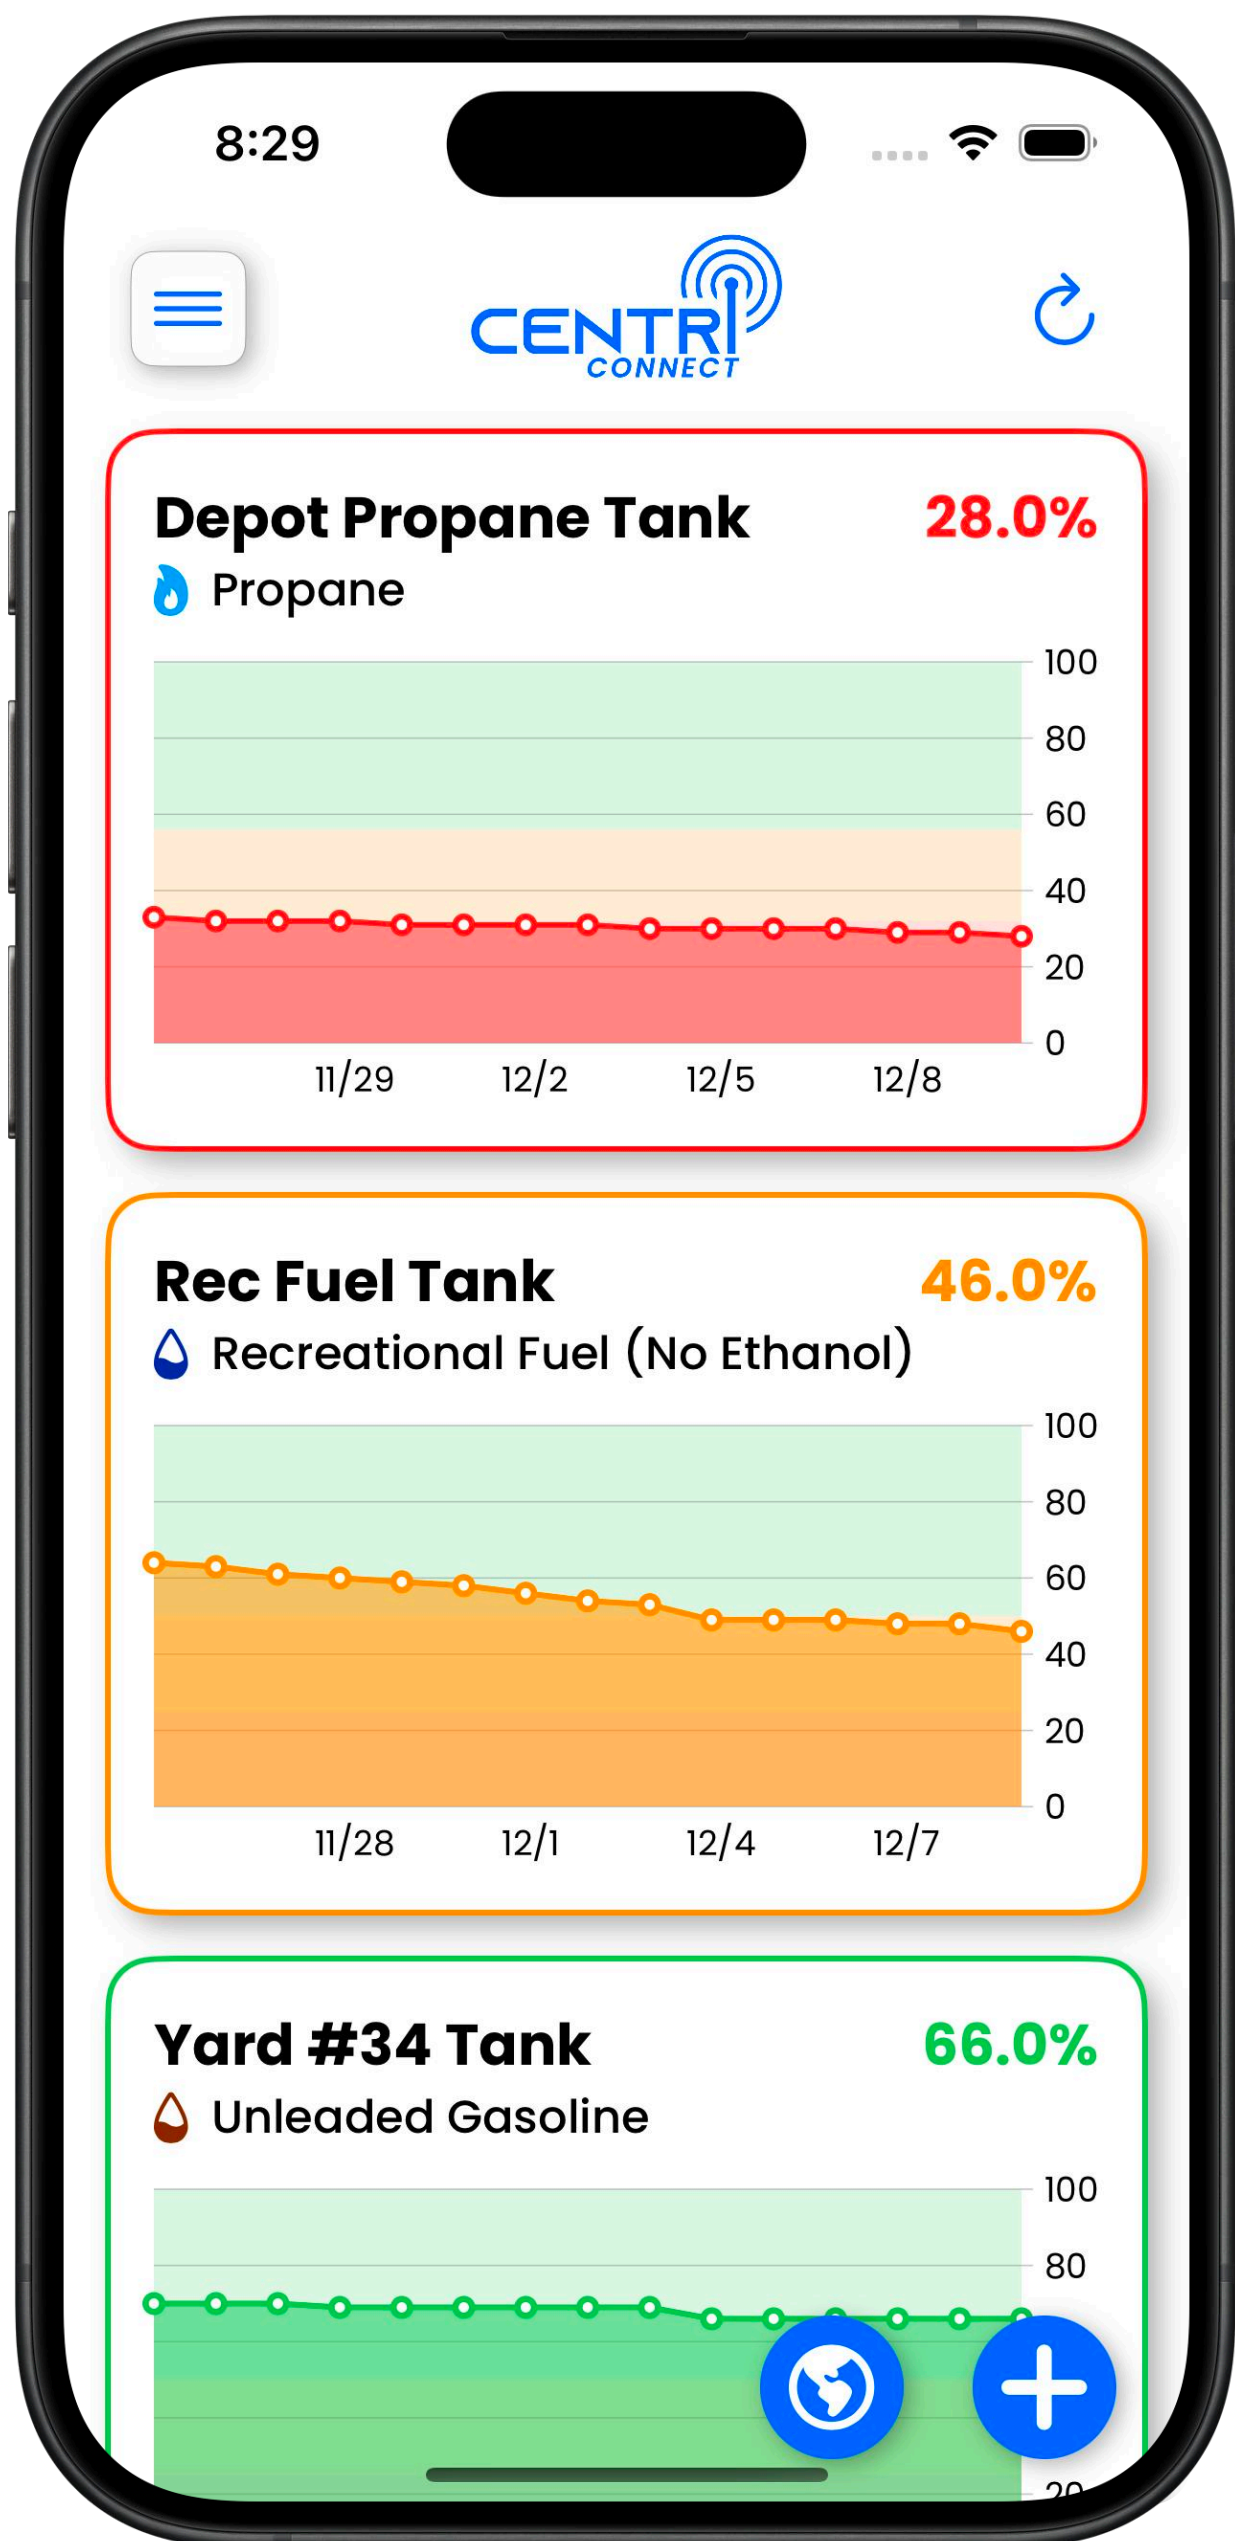 8:29
CENTRI
CONNECT
Depot Propane Tank 28.0%
Propane
100
80
60
40
20
0
11/29 12/2 12/5 12/8
Rec Fuel Tank 46.0%
Recreational Fuel (No Ethanol)
100
80
60
40
20
0
11/28 12/1 12/4 12/7
Yard #34 Tank 66.0%
Unleaded Gasoline
100
80
20